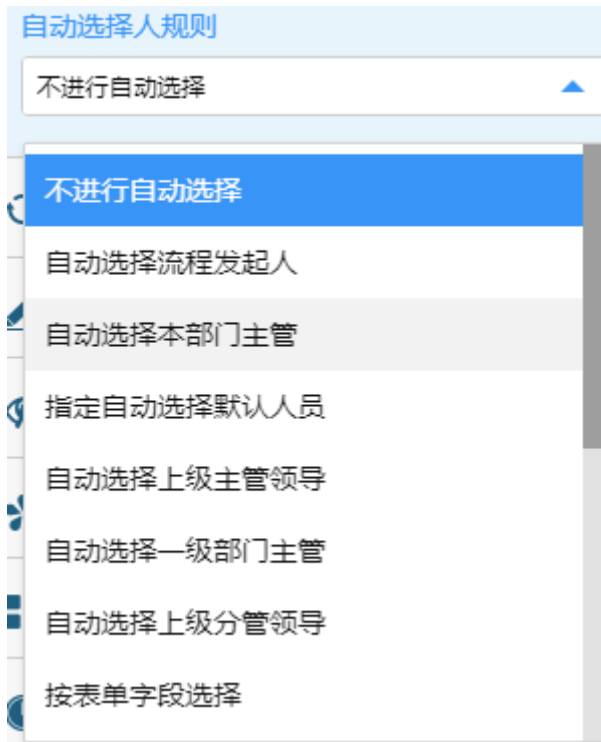 自动选择人规则
不进行自动选择
不进行自动选择
自动选择流程发起人
自动选择本部门主管
指定自动选择默认人员
自动选择上级主管领导
自动选择一级部门主管
自动选择上级分管领导
按表单字段选择